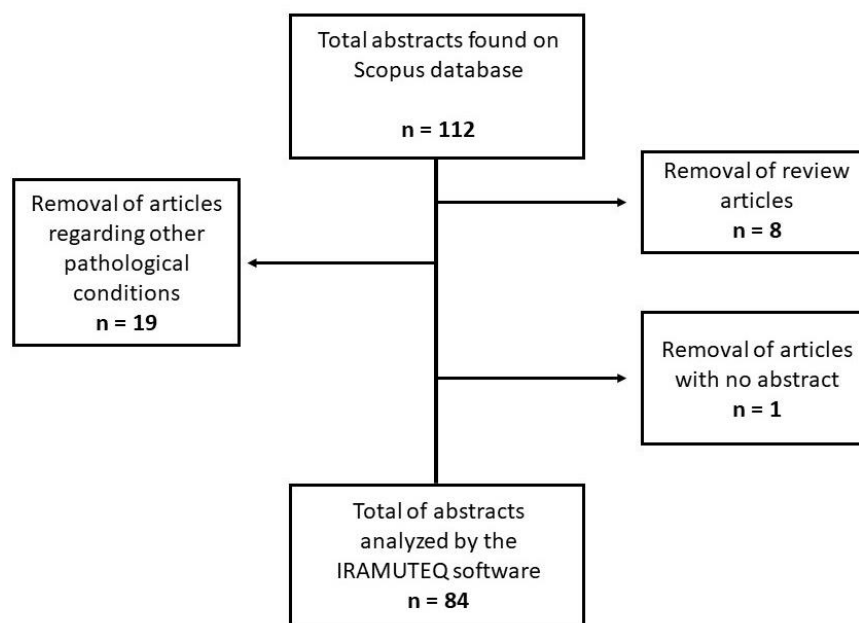 Total abstracts found on
Scopus database
n = 112
Removal of review
articles
n = 8
Removal of articles
regarding other
pathological
conditions
n = 19
Removal of articles
with no abstract
n = 1
Total of abstracts
analyzed by the
IRAMUTEQ software
n = 84